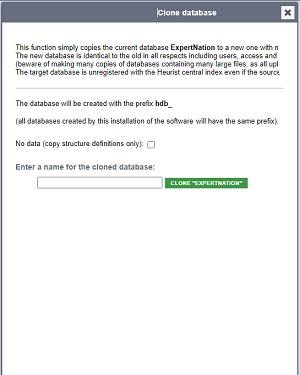 Clone database
This function simply copies the current database ExpertNation to a new one with n
The new database is identical to the old in all respects including users, access and
(beware of making many copies of databases containing many large files, as all upl
The target database is unregistered with the Heurist central index even if the source
The database will be created with the prefix hdb_
(all databases created by this installation of the software will have the same prefix).
No data (copy structure definitions only):
Enter a name for the cloned database:
CLONE "EXPERTNATION"